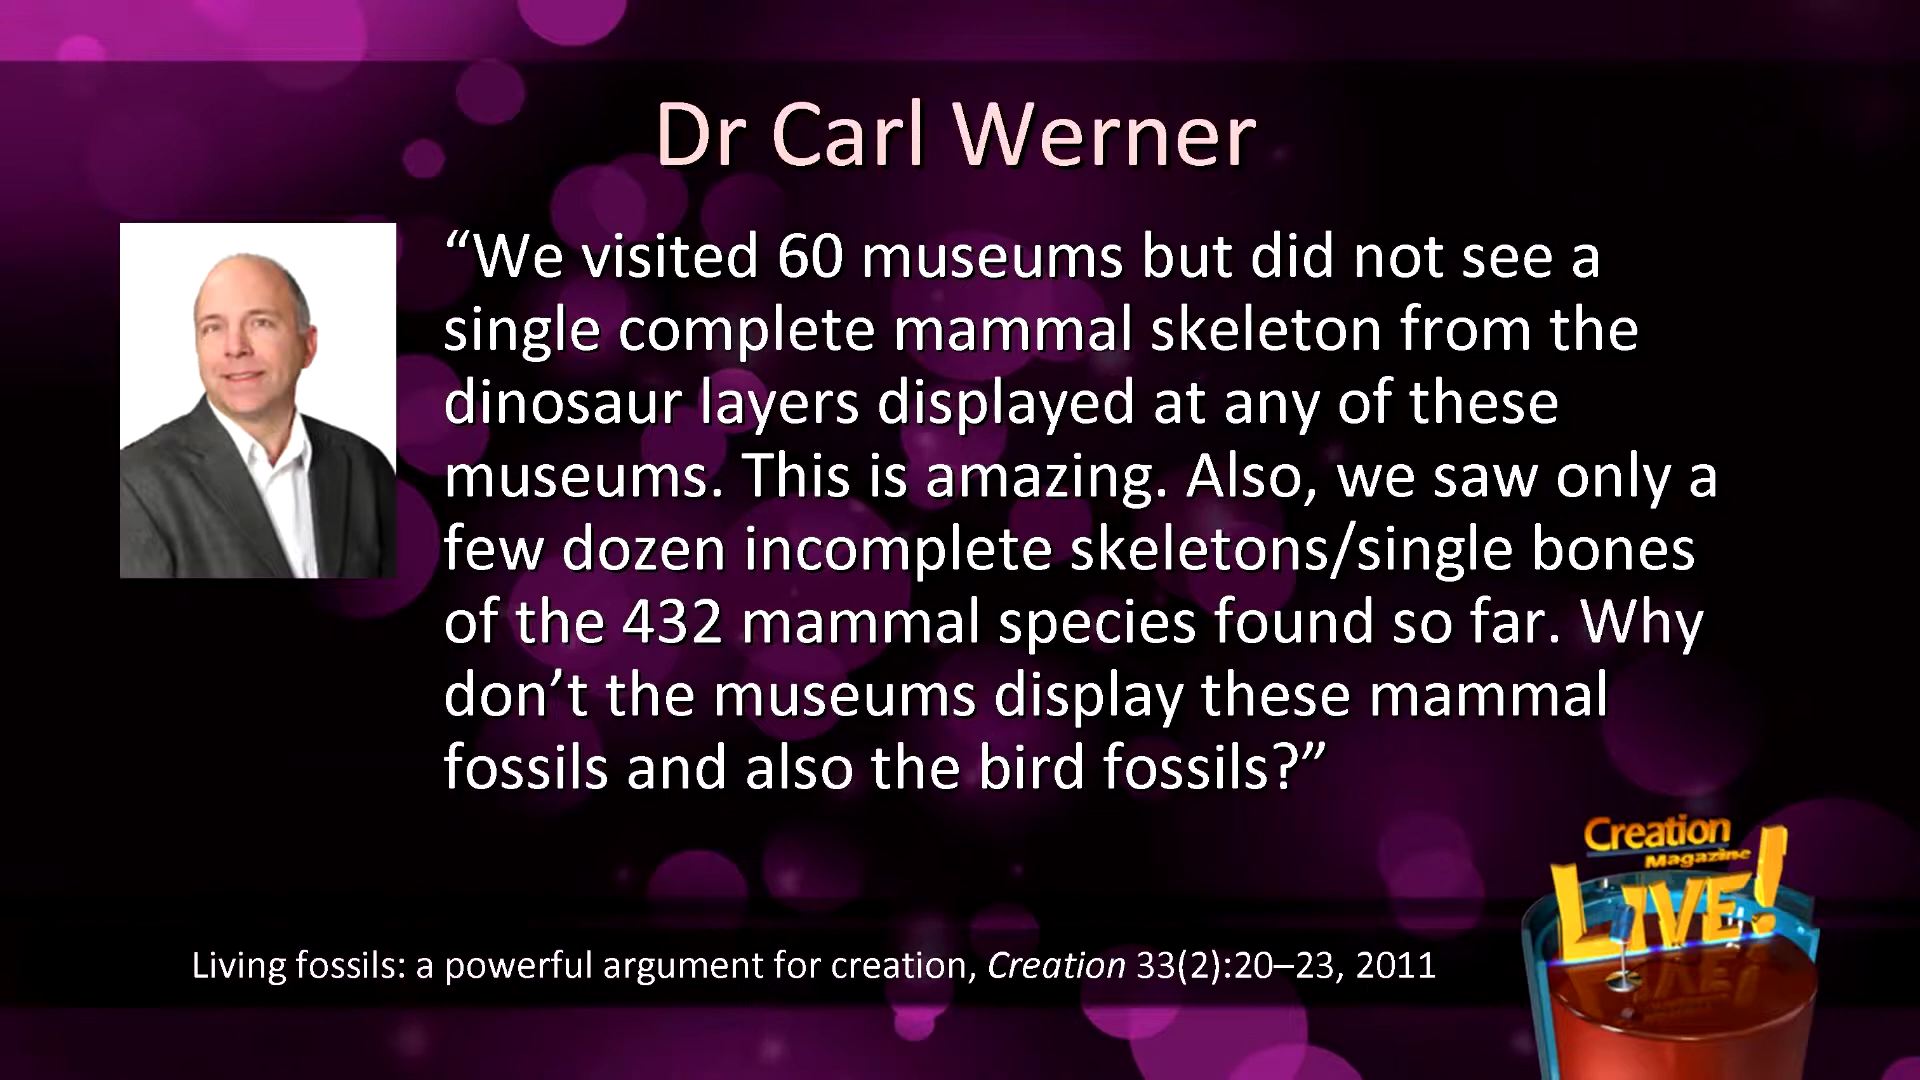 Dr Carl Werner
“We visited 60 museums but did not see a
single complete mammal skeleton from the
dinosaur layers displayed at any of these
museums. This is amazing. Also, we saw only a
few dozen incomplete skeletons/single bones
of the 432 mammal species found so far. Why
don’t the museums display these mammal
fossils and also the bird fossils?”
Creation
Magazine
LIVE!
Living fossils: a powerful argument for creation, Creation 33(2):20–23, 2011